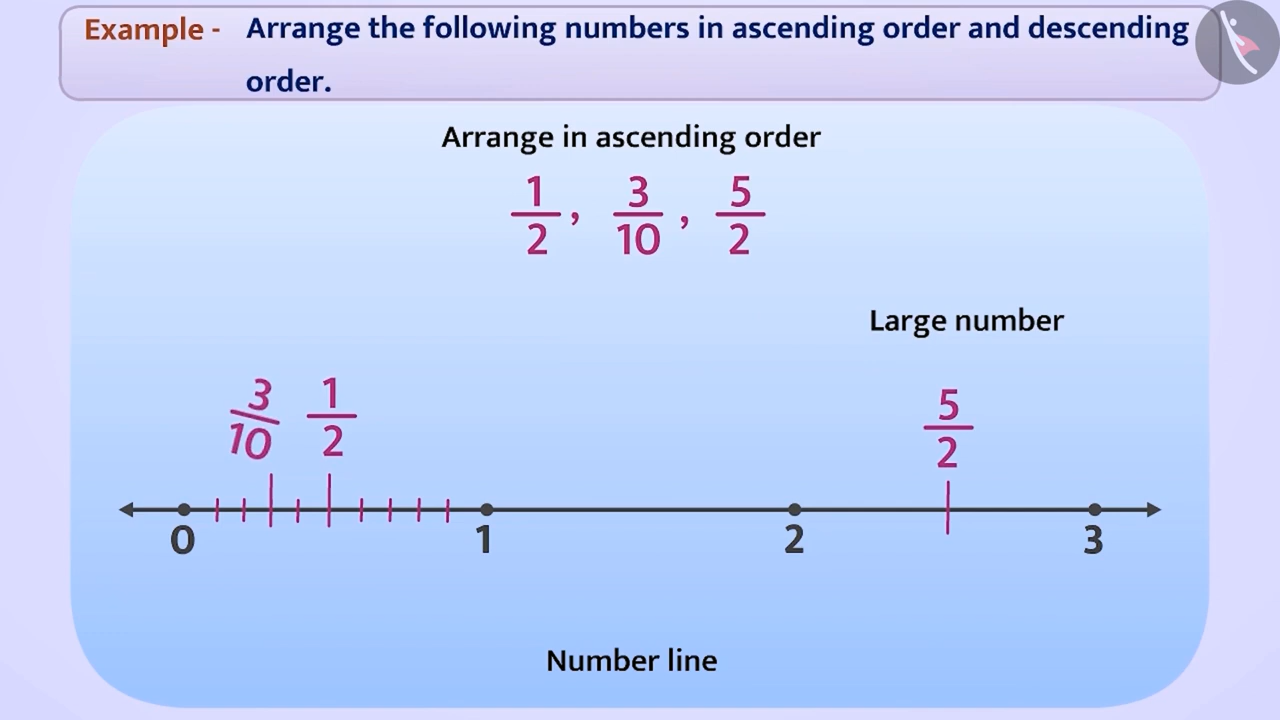 Example - Arrange the following numbers in ascending order and descending
order.
Arrange in ascending order
1/2, 3/10, 5/2
Large number
3/10 1/2 5/2
0 1 2 3
Number line